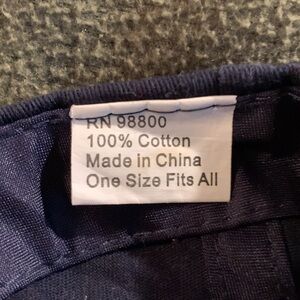 RN 98800
100% Cotton
Made in China
One Size Fits All